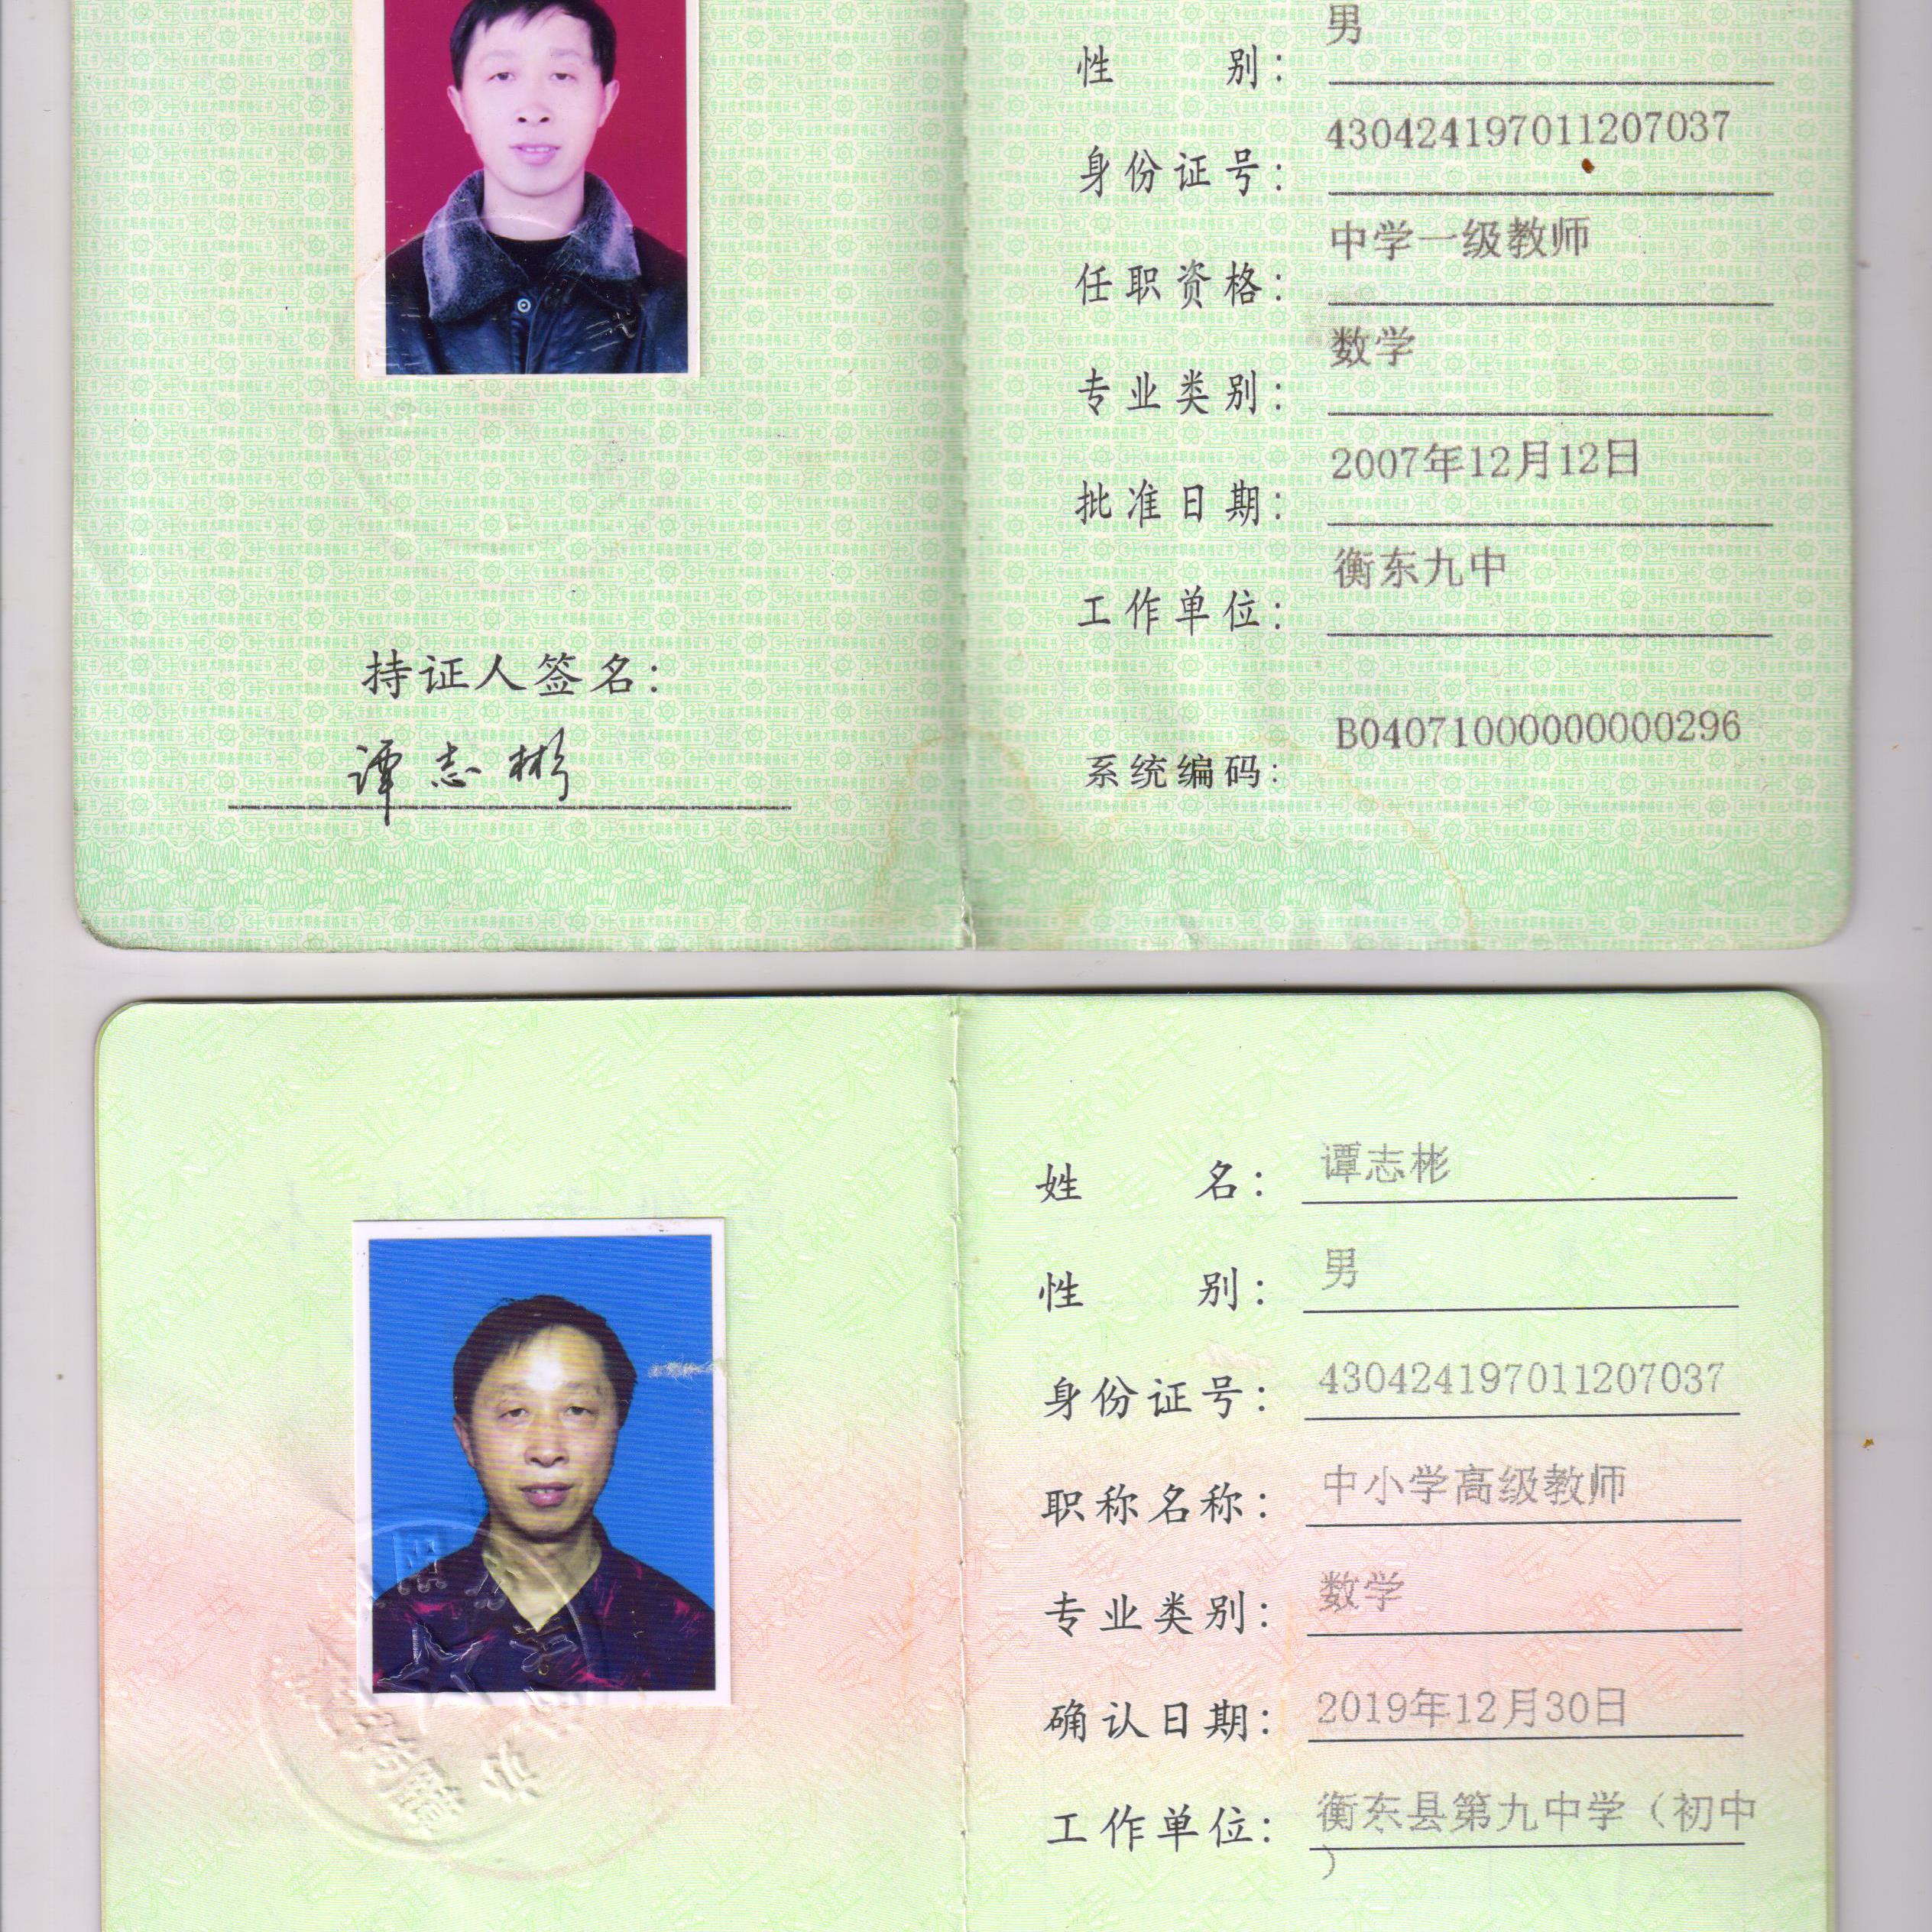 性 别： 男
身份证号： 430424197011207037
任职资格： 中学一级教师
专业类别： 数学
批准日期： 2007年12月12日
工作单位： 衡东九中
系统编码： B04071000000000296
持证人签名：
谭志彬
姓 名： 谭志彬
性 别： 男
身份证号： 430424197011207037
职称名称： 中小学高级教师
专业类别： 数学
确认日期： 2019年12月30日
工作单位： 衡东县第九中学（初中
）